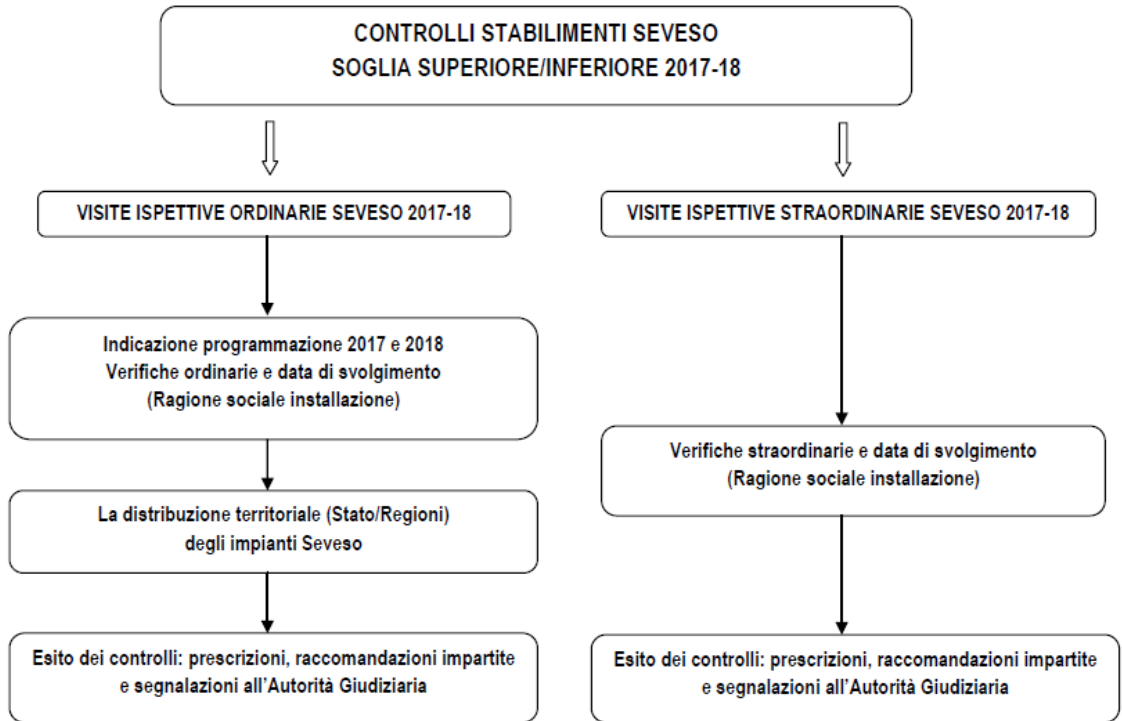 CONTROLLI STABILIMENTI SEVESO
SOGLIA SUPERIORE/INFERIORE 2017-18
VISITE ISPETTIVE ORDINARIE SEVESO 2017-18
Indicazione programmazione 2017 e 2018
Verifiche ordinarie e data di svolgimento
(Ragione sociale installazione)
La distribuzione territoriale (Stato/Regioni)
degli impianti Seveso
Esito dei controlli: prescrizioni, raccomandazioni impartite
e segnalazioni all'Autorità Giudiziaria
VISITE ISPETTIVE STRAORDINARIE SEVESO 2017-18
Verifiche straordinarie e data di svolgimento
(Ragione sociale installazione)
Esito dei controlli: prescrizioni, raccomandazioni impartite
e segnalazioni all'Autorità Giudiziaria